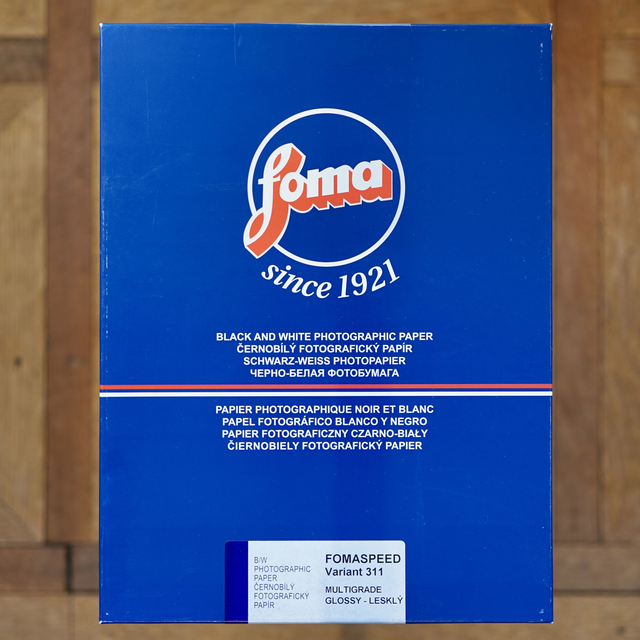 foma
since 1921
BLACK AND WHITE PHOTOGRAPHIC PAPER
ČERNOBÍLÝ FOTOGRAFICKÝ PAPÍR
SCHWARZ-WEISS PHOTOPAPIER
ЧЕРНО-БЕЛАЯ ФОТОБУМАГА
PAPIER PHOTOGRAPHIQUE NOIR ET BLANC
PAPEL FOTOGRÁFICO BLANCO Y NEGRO
PAPIER FOTOGRAFICZNY CZARNO-BIAŁY
ČIERNOBIELY FOTOGRAFICKÝ PAPIER
B/W
PHOTOGRAPHIC
PAPER
ČERNOBÍLÝ
FOTOGRAFICKÝ
PAPÍR
FOMASPEED
Variant 311
MULTIGRADE
GLOSSY - LESKLÝ